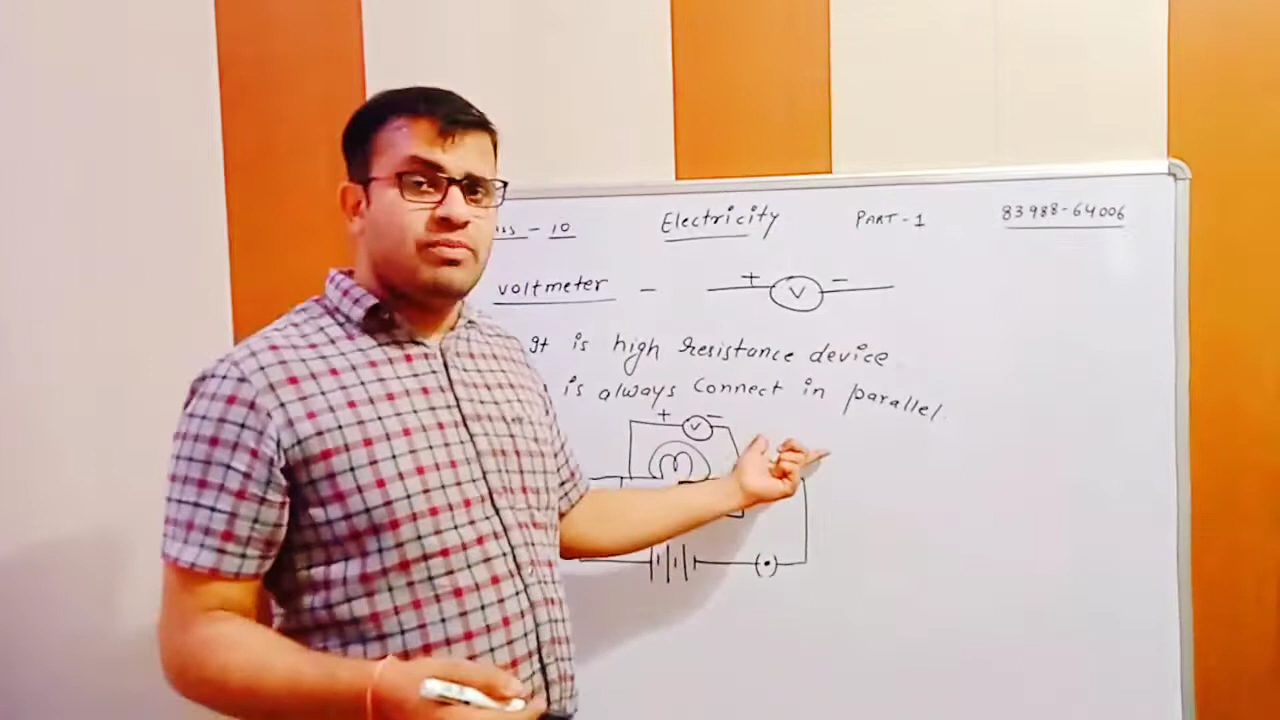 - 10 Electricity PART - 1 83988-64006
voltmeter - + V -
It is high resistance device
is always Connect in parallel.
+ V -